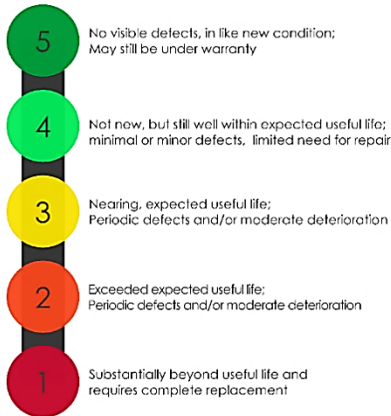 5
No visible defects, in like new condition;
May still be under warranty
4
Not new, but still well within expected useful life;
minimal or minor defects, limited need for repair
3
Nearing, expected useful life;
Periodic defects and/or moderate deterioration
2
Exceeded expected useful life;
Periodic defects and/or moderate deterioration
1
Substantially beyond useful life and
requires complete replacement